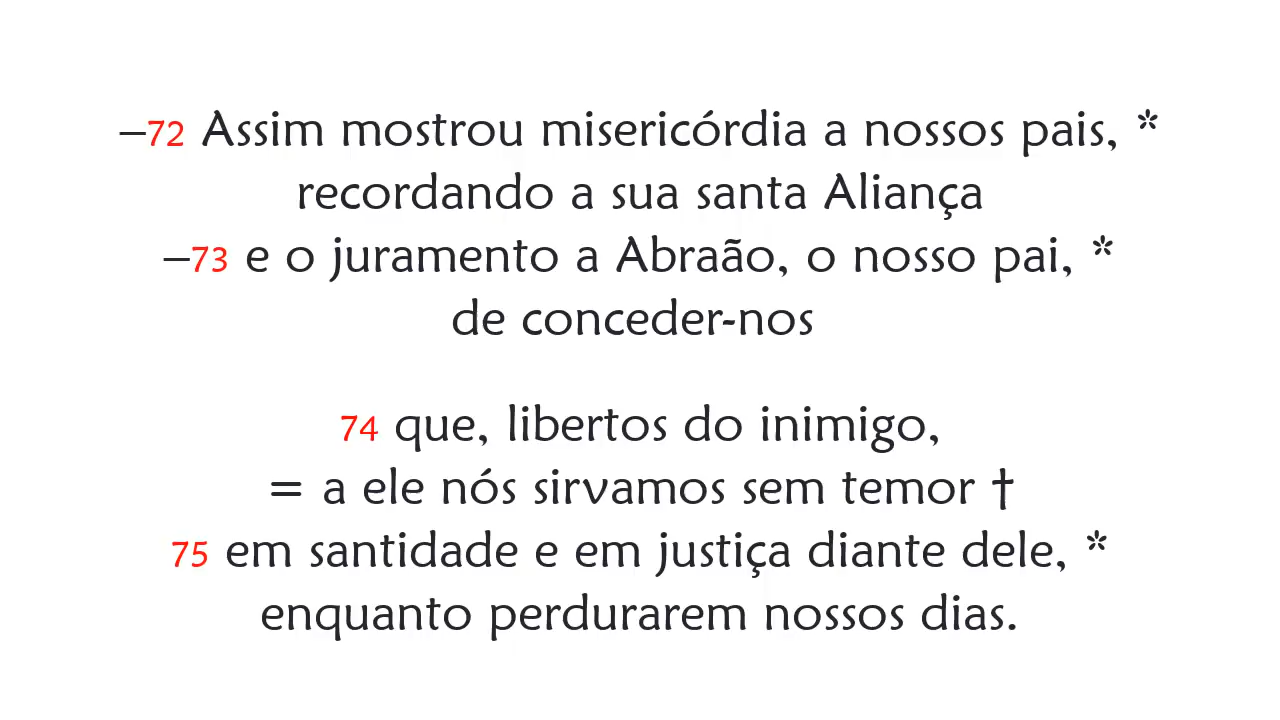 –72 Assim mostrou misericórdia a nossos pais, *
recordando a sua santa Aliança
–73 e o juramento a Abraão, o nosso pai, *
de conceder-nos
74 que, libertos do inimigo,
= a ele nós sirvamos sem temor †
75 em santidade e em justiça diante dele, *
enquanto perdurarem nossos dias.